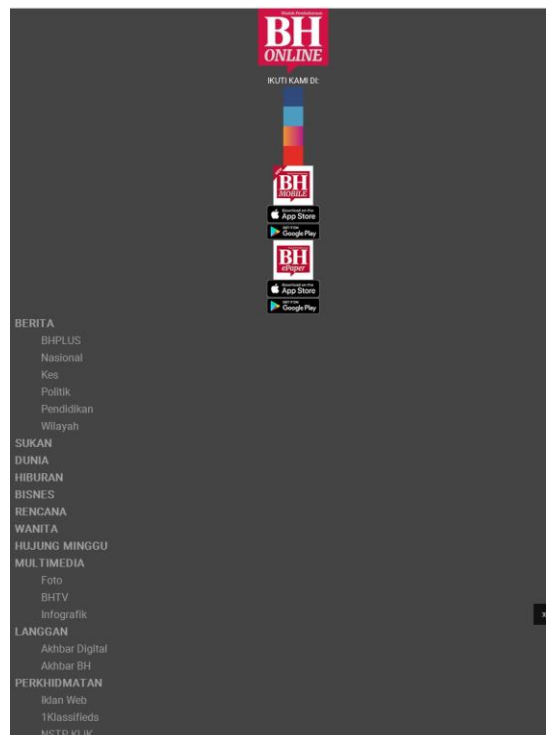 BH
ONLINE
IKUTI KAMI DI:
BH
MOBILE
Download on the
App Store
GET IT ON
Google Play
BH
ePaper
Download on the
App Store
GET IT ON
Google Play
BERITA
BHPLUS
Nasional
Kes
Politik
Pendidikan
Wilayah
SUKAN
DUNIA
HIBURAN
BISNES
RENCANA
WANITA
HUJUNG MINGGU
MULTIMEDIA
Foto
BHTV
Infografik
x
LANGGAN
Akhbar Digital
Akhbar BH
PERKHIDMATAN
Iklan Web
1Klassifieds
NSTP KLIK